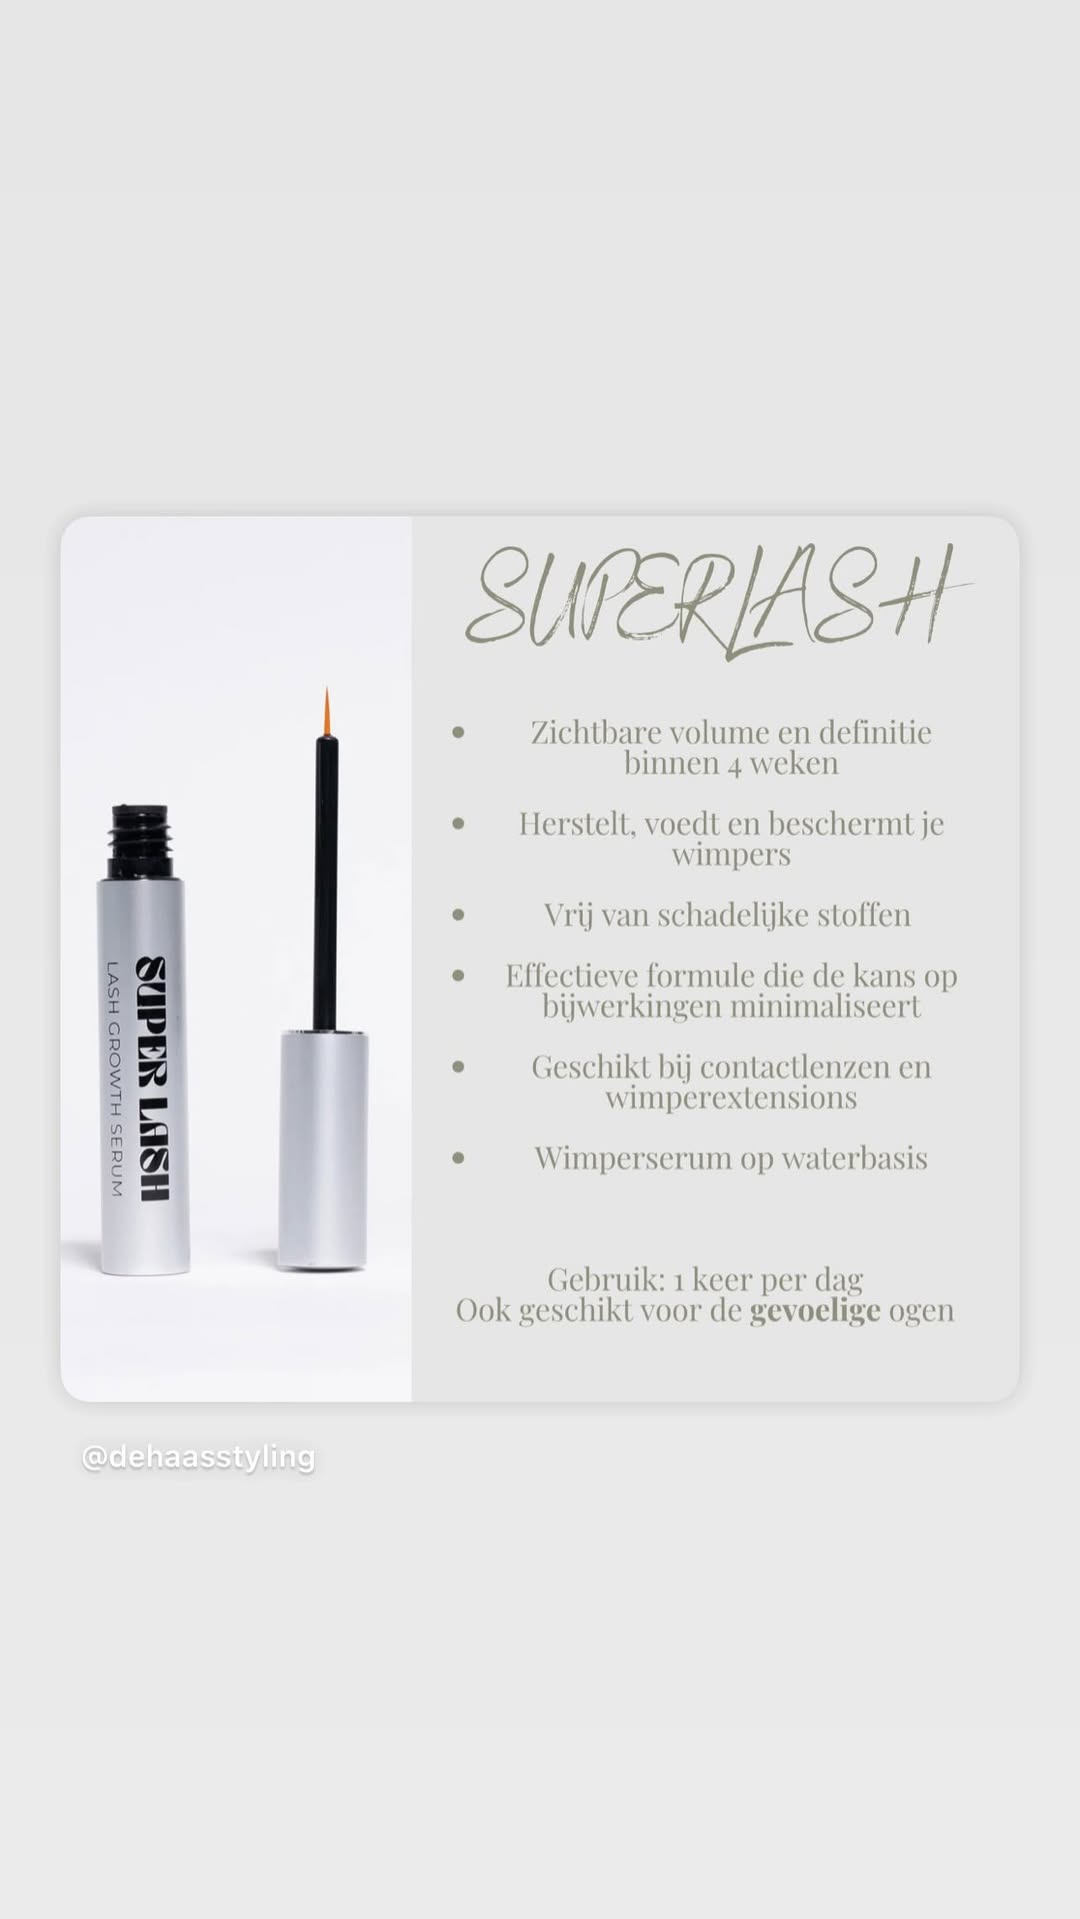 SUPERLASH
• Zichtbare volume en definitie
binnen 4 weken
• Herstelt, voedt en beschermt je
wimpers
• Vrij van schadelijke stoffen
• Effectieve formule die de kans op
bijwerkingen minimaliseert
• Geschikt bij contactlenzen en
wimperextensions
• Wimperserum op waterbasis
Gebruik: 1 keer per dag
Ook geschikt voor de gevoelige ogen
SUPER LASH
LASH GROWTH SERUM
@dehaasstyling